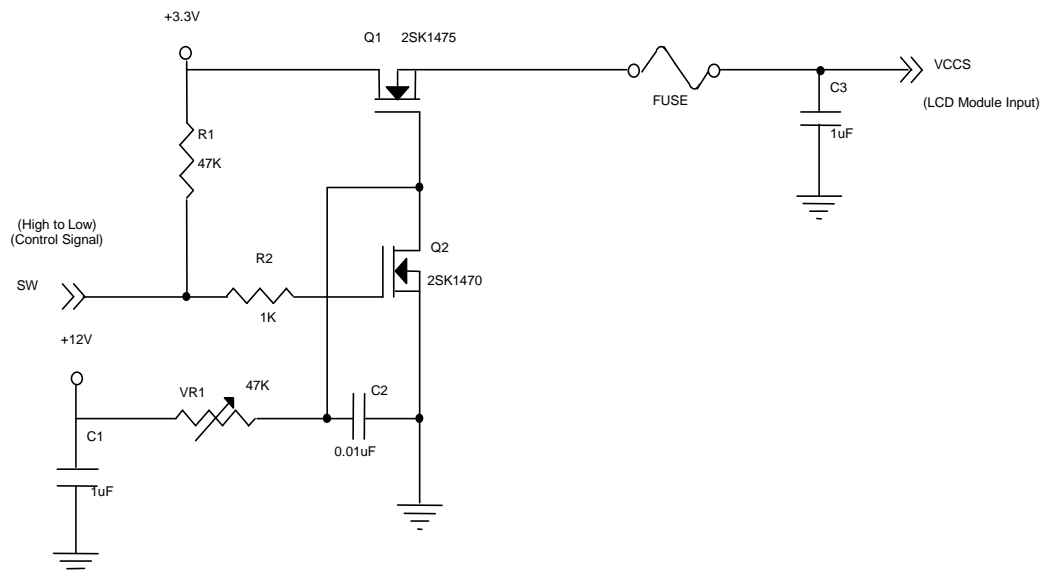 +3.3V
Q1 2SK1475
VCCS
FUSE
C3
(LCD Module Input)
1uF
R1
47K
(High to Low)
(Control Signal)
Q2
R2
2SK1470
SW
1K
+12V
VR1
47K
C2
C1
0.01uF
1uF